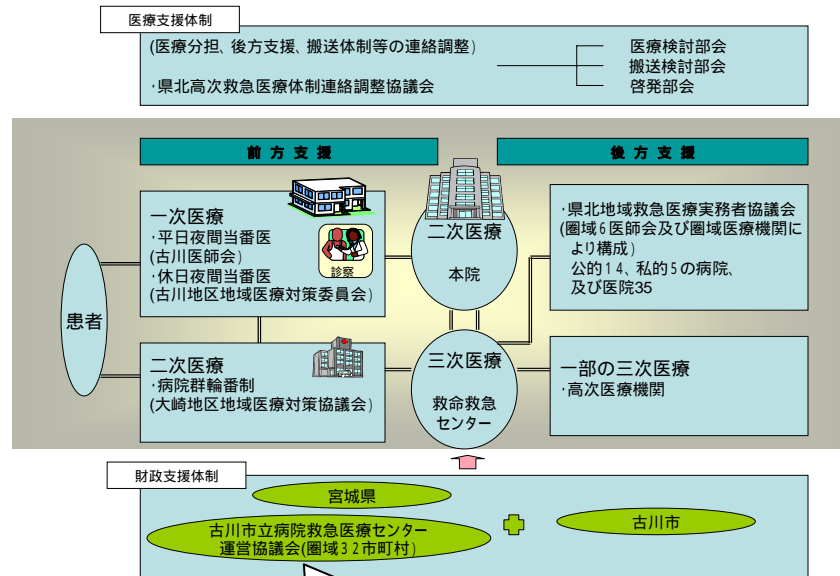 医療支援体制
(医療分担、後方支援、搬送体制等の連絡調整)
・県北高次救急医療体制連絡調整協議会
医療検討部会
搬送検討部会
啓発部会
前方支援
後方支援
患者
一次医療
・平日夜間当番医
(古川医師会)
・休日夜間当番医
(古川地区地域医療対策委員会)
診察
二次医療
・病院群輪番制
(大崎地区地域医療対策協議会)
二次医療
本院
三次医療
救命救急
センター
・県北地域救急医療実務者協議会
(圏域6医師会及び圏域医療機関に
より構成)
公的14、私的5の病院、
及び医院35
一部の三次医療
・高次医療機関
財政支援体制
宮城県
古川市立病院救急医療センター
運営協議会(圏域32市町村)
古川市